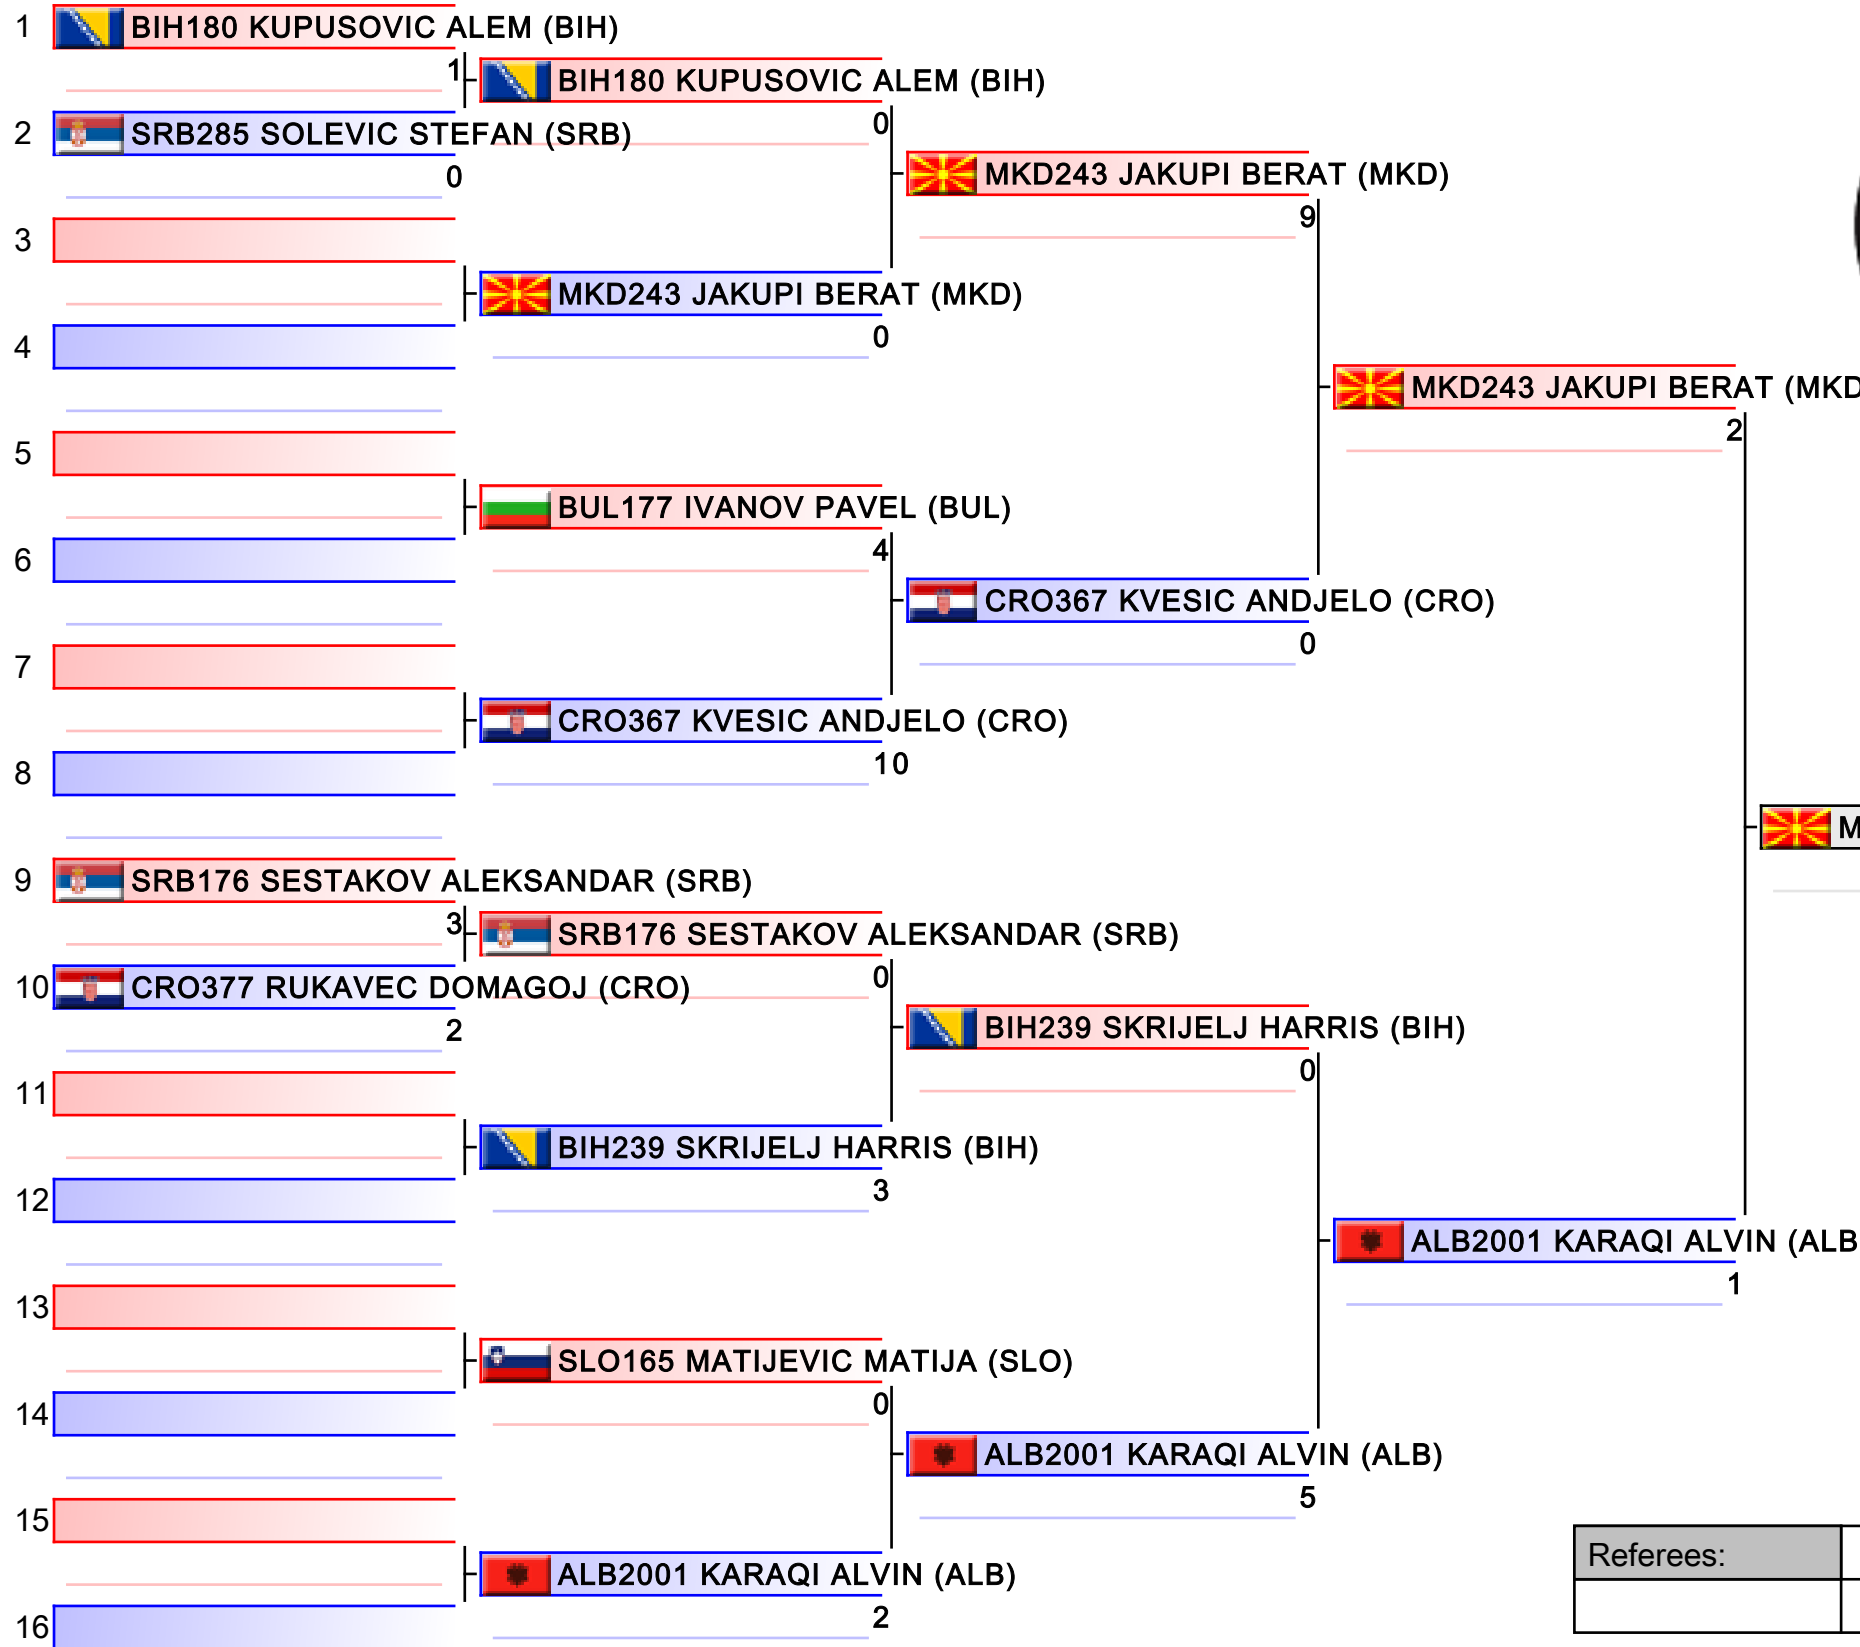 1 BIH180 KUPUSOVIC ALEM (BIH)
1 BIH180 KUPUSOVIC ALEM (BIH)
2 SRB285 SOLEVIC STEFAN (SRB)
0
0
MKD243 JAKUPI BERAT (MKD)
9
3
MKD243 JAKUPI BERAT (MKD)
0
4
MKD243 JAKUPI BERAT (MKD
2
5
BUL177 IVANOV PAVEL (BUL)
4
6
CRO367 KVESIC ANDJELO (CRO)
0
7
CRO367 KVESIC ANDJELO (CRO)
10
8
M
9 SRB176 SESTAKOV ALEKSANDAR (SRB)
3 SRB176 SESTAKOV ALEKSANDAR (SRB)
0
10 CRO377 RUKAVEC DOMAGOJ (CRO)
2
BIH239 SKRIJELJ HARRIS (BIH)
0
11
BIH239 SKRIJELJ HARRIS (BIH)
3
12
ALB2001 KARAQI ALVIN (ALB
1
13
SLO165 MATIJEVIC MATIJA (SLO)
0
14
ALB2001 KARAQI ALVIN (ALB)
5
15
Referees:
ALB2001 KARAQI ALVIN (ALB)
2
16